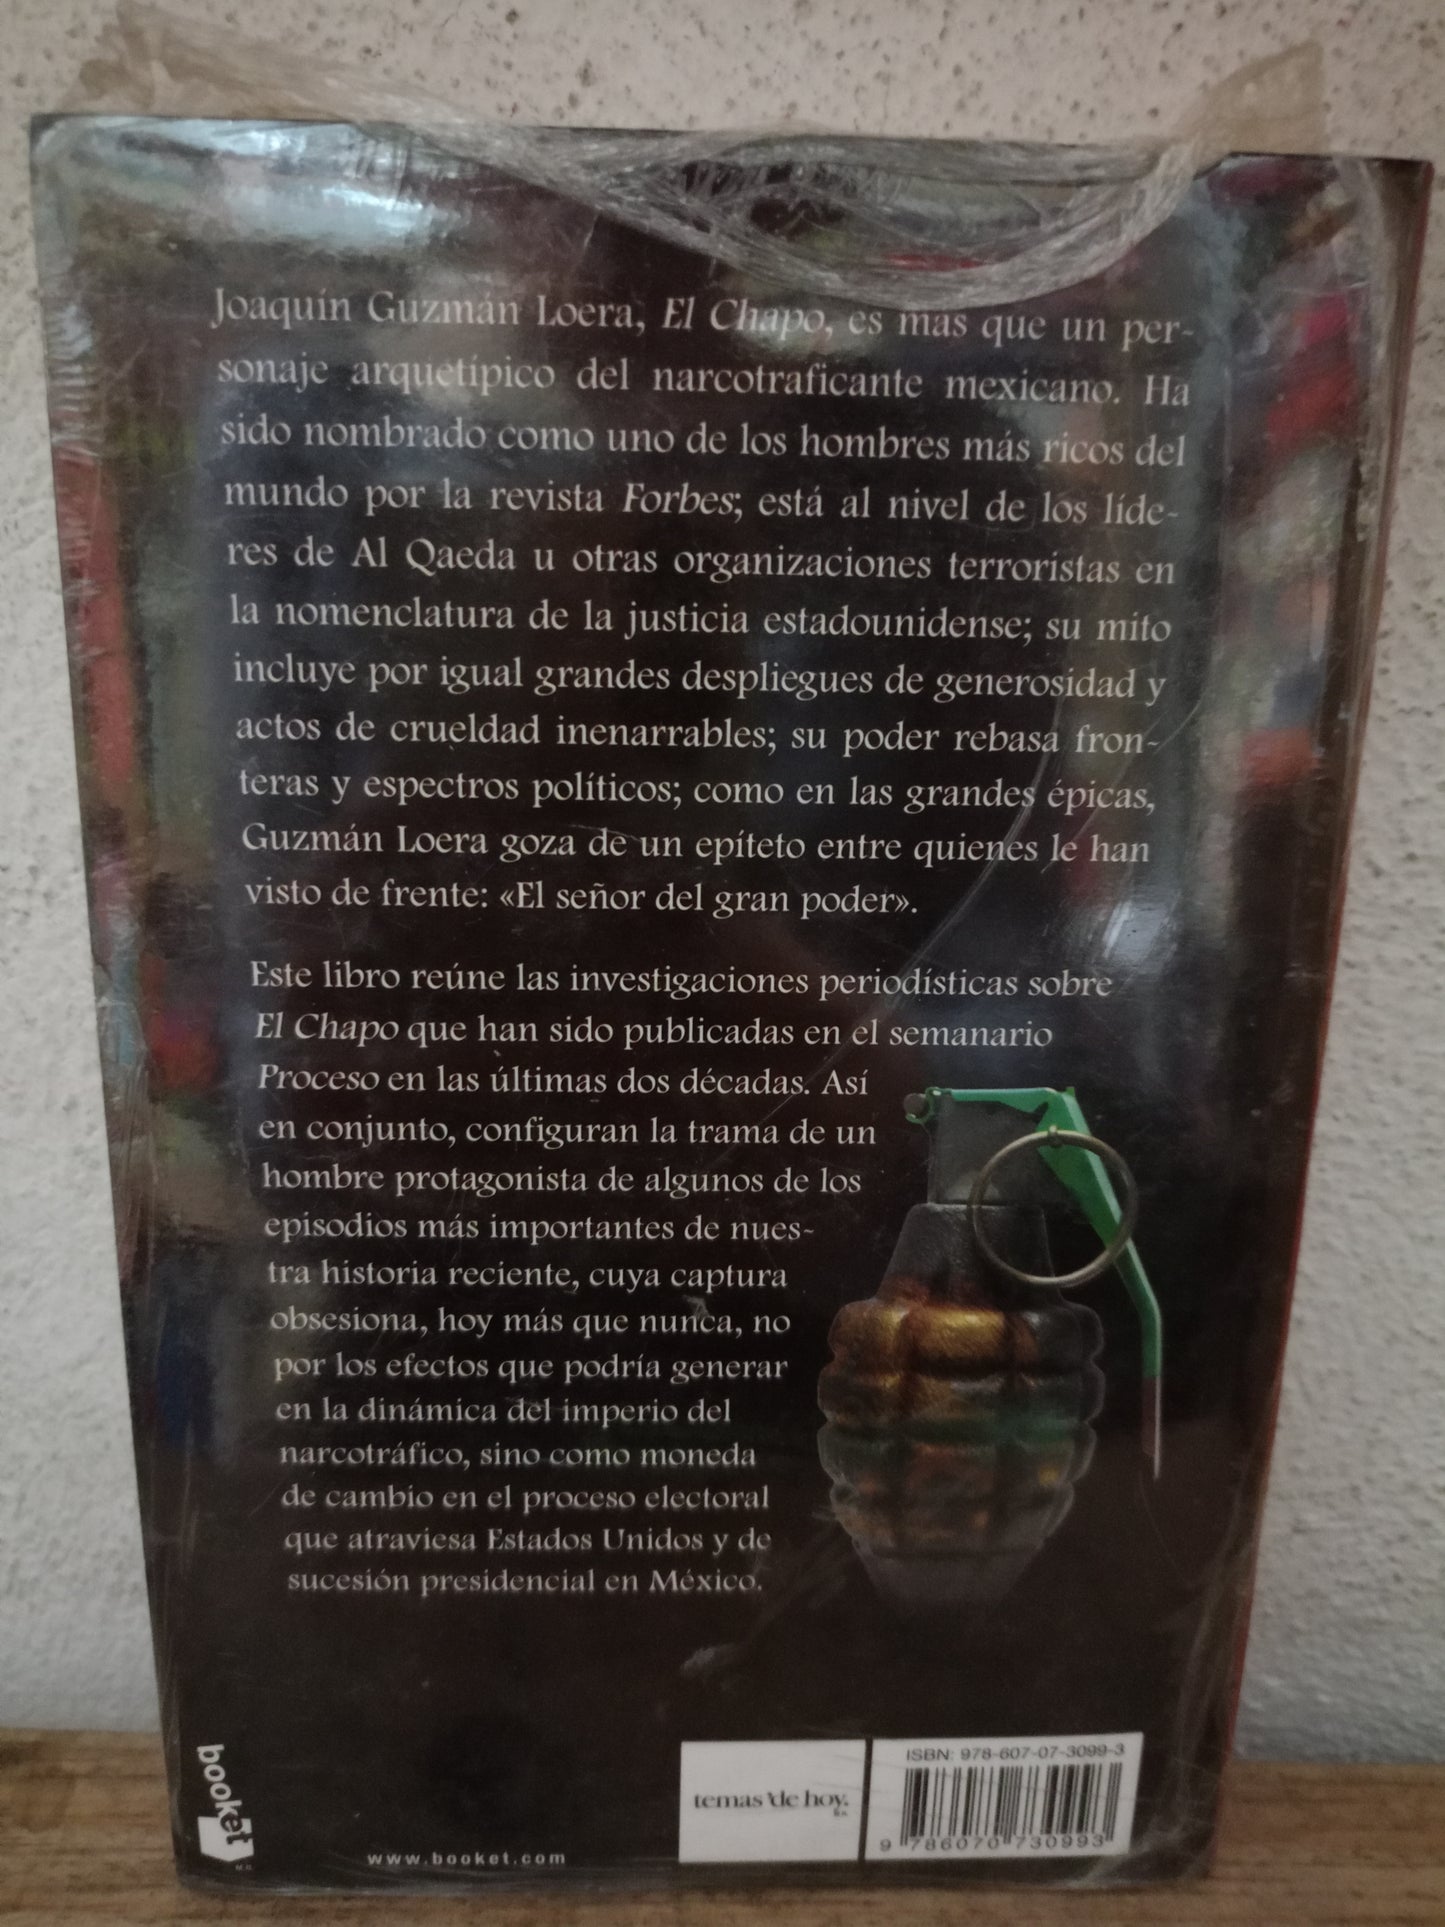 Joaquín Guzmán Loera, El Chapo, es más que un per-
sonaje arquetípico del narcotraficante mexicano. Ha
sido nombrado como uno de los hombres más ricos del
mundo por la revista Forbes; está al nivel de los líde-
res de Al Qaeda u otras organizaciones terroristas en
la nomenclatura de la justicia estadounidense; su mito
incluye por igual grandes despliegues de generosidad y
actos de crueldad inenarrables; su poder rebasa fron-
teras y espectros políticos; como en las grandes épicas,
Guzmán Loera goza de un epíteto entre quienes le han
visto de frente: «El señor del gran poder».
Este libro reúne las investigaciones periodísticas sobre
El Chapo que han sido publicadas en el semanario
Proceso en las últimas dos décadas. Así
en conjunto, configuran la trama de un
hombre protagonista de algunos de los
episodios más importantes de nues-
tra historia reciente, cuya captura
obsesiona, hoy más que nunca, no
por los efectos que podría generar
en la dinámica del imperio del
narcotráfico, sino como moneda
de cambio en el proceso electoral
que atraviesa Estados Unidos y de
sucesión presidencial en México.
booket
M.R.
www.booket.com
temas 'de hoy.
ISBN: 978-607-07-3099-3
9 786070 730993